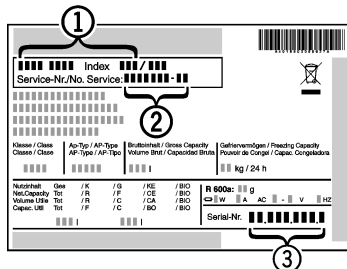 1
Index /
Service-Nr./No. Service: -
2
Klasse / Class
Classe / Clase
Ap-Typ / AP-Type
AP-Type / AP-Tipo
Bruttoinhalt / Gross Capacity
Volume Brut / Capacidad Bruta
Gefriervermögen / Freezing Capacity
Pouvoir de Congel / Capac. Congeladora
l
kg / 24 h
Nutzinhalt Ges / K / G / KE / BIO
Net.Capacity Tot / R / F / CE / BIO
Volume Utile Tot / R / C / CA / BIO
Capac. Util Tot / F / C / BO / BIO
l l
R 600a: g
W A AC - V HZ
Serial-Nr. . .
3